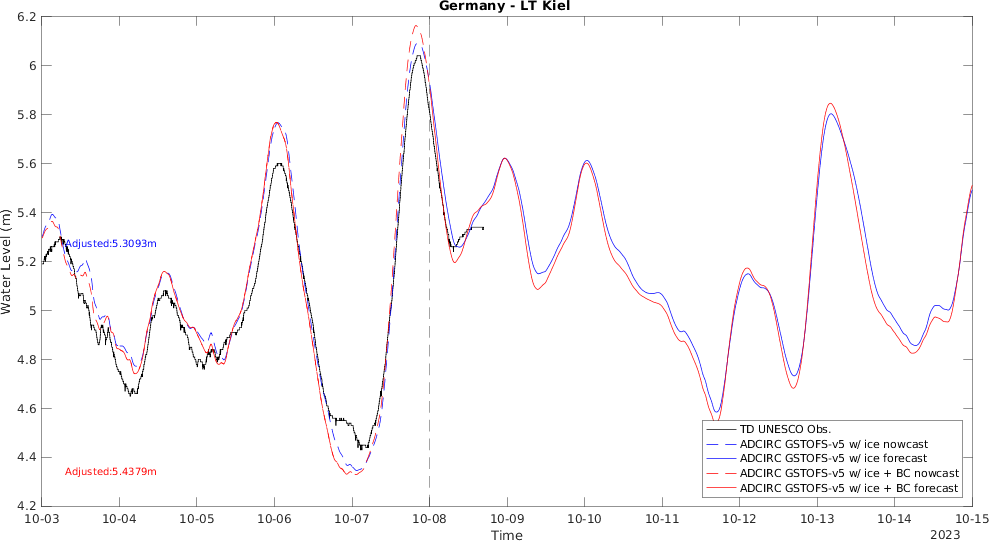 Germany - LT Kiel
Water Level (m)
6.2
6
5.8
5.6
5.4
5.2
5
4.8
4.6
4.4
4.2
Adjusted:5.3093m
Adjusted:5.4379m
TD UNESCO Obs.
ADCIRC GSTOFS-v5 w/ ice nowcast
ADCIRC GSTOFS-v5 w/ ice forecast
ADCIRC GSTOFS-v5 w/ ice + BC nowcast
ADCIRC GSTOFS-v5 w/ ice + BC forecast
10-03 10-04 10-05 10-06 10-07 10-08 10-09 10-10 10-11 10-12 10-13 10-14 10-15
Time
2023